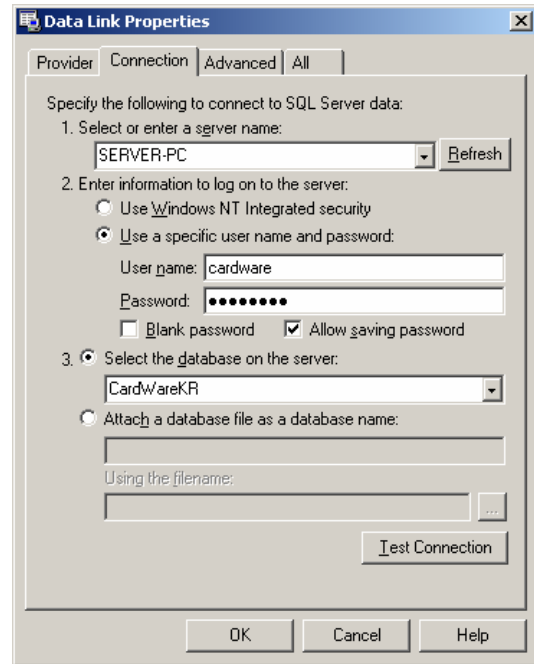 Data Link Properties
Provider Connection Advanced All
Specify the following to connect to SQL Server data:
1. Select or enter a server name:
SERVER-PC Refresh
2. Enter information to log on to the server:
Use Windows NT Integrated security
Use a specific user name and password:
User name: cardware
Password: ●●●●●●●●
Blank password Allow saving password
3. Select the database on the server:
CardWareKR
Attach a database file as a database name:
Using the filename:
...
Test Connection
OK Cancel Help